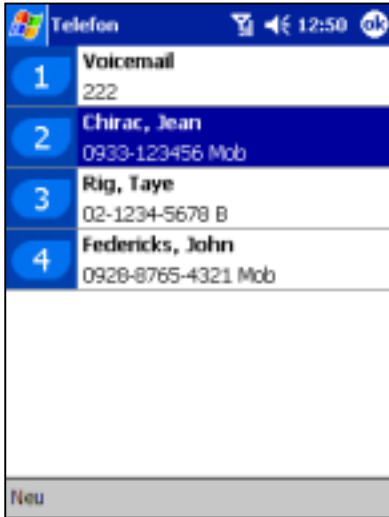 Telefon 12:50 ok
1 Voicemail
222
2 Chirac, Jean
0933-123456 Mob
3 Rig, Taye
02-1234-5678 B
4 Federicks, John
0928-8765-4321 Mob
Neu